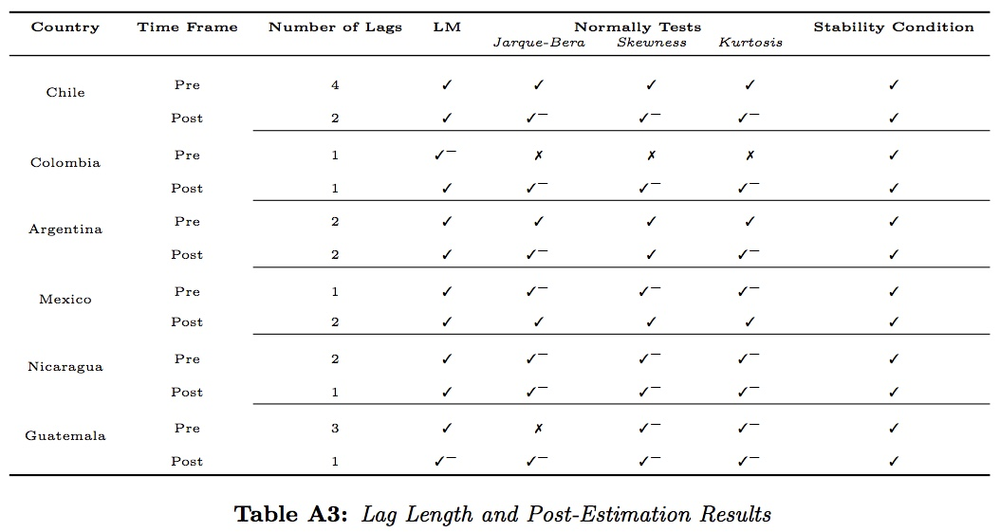 Country Time Frame Number of Lags LM Normally Tests Stability Condition
Jarque-Bera Skewness Kurtosis
Chile
Pre 4 ✓ ✓ ✓ ✓ ✓
Post 2 ✓ ✓− ✓− ✓− ✓
Colombia
Pre 1 ✓− ✗ ✗ ✗ ✓
Post 1 ✓ ✓− ✓− ✓− ✓
Argentina
Pre 2 ✓ ✓ ✓ ✓ ✓
Post 2 ✓ ✓− ✓ ✓− ✓
Mexico
Pre 1 ✓ ✓− ✓− ✓− ✓
Post 2 ✓ ✓ ✓ ✓ ✓
Nicaragua
Pre 2 ✓ ✓− ✓− ✓− ✓
Post 1 ✓ ✓− ✓− ✓− ✓
Guatemala
Pre 3 ✓ ✗ ✓− ✓− ✓
Post 1 ✓− ✓− ✓− ✓− ✓
Table A3: Lag Length and Post-Estimation Results